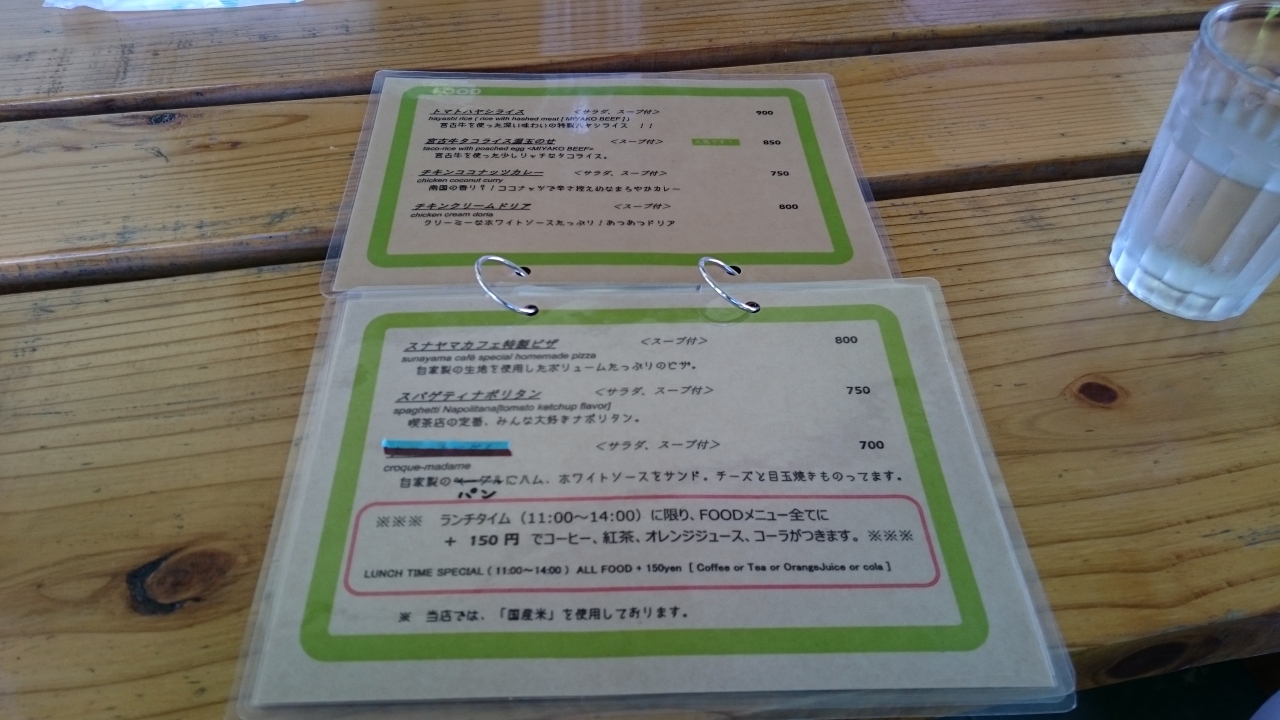 FOOD
トマトハヤシライス <サラダ、スープ付> 900
hayashi rice [ rice with hashed meat [ MIYAKO BEEF ] ]
宮古牛を使った深い味わいの特製ハヤシライス !!
宮古牛タコライス温玉のせ <スープ付> 850
taco-rice with poached egg <MIYAKO BEEF>
宮古牛を使った少しリッチなタコライス。
チキンココナッツカレー <サラダ、スープ付> 750
chicken coconut curry
南国の香り?!ココナッツで辛さ控えめなまろやかカレー
チキンクリームドリア <スープ付> 800
chicken cream doria
クリーミーなホワイトソースたっぷり!あつあつドリア
スナヤマカフェ特製ピザ <スープ付> 800
sunayama café special homemade pizza
自家製の生地を使用したボリュームたっぷりのピザ。
スパゲティナポリタン <サラダ、スープ付> 750
spaghetti Napolitana[tomato ketchup flavor]
喫茶店の定番、みんな大好きナポリタン。
<サラダ、スープ付> 700
croque-madame
自家製のベーグルにハム、ホワイトソースをサンド。チーズと目玉焼きものってます。
パン
※※※ ランチタイム(11:00~14:00)に限り、FOODメニュー全てに
+ 150 円 でコーヒー、紅茶、オレンジジュース、コーラがつきます。※※※
LUNCH TIME SPECIAL ( 11:00~14:00 ) ALL FOOD + 150yen [ Coffee or Tea or OrangeJuice or cola ]
※ 当店では、「国産米」を使用しております。